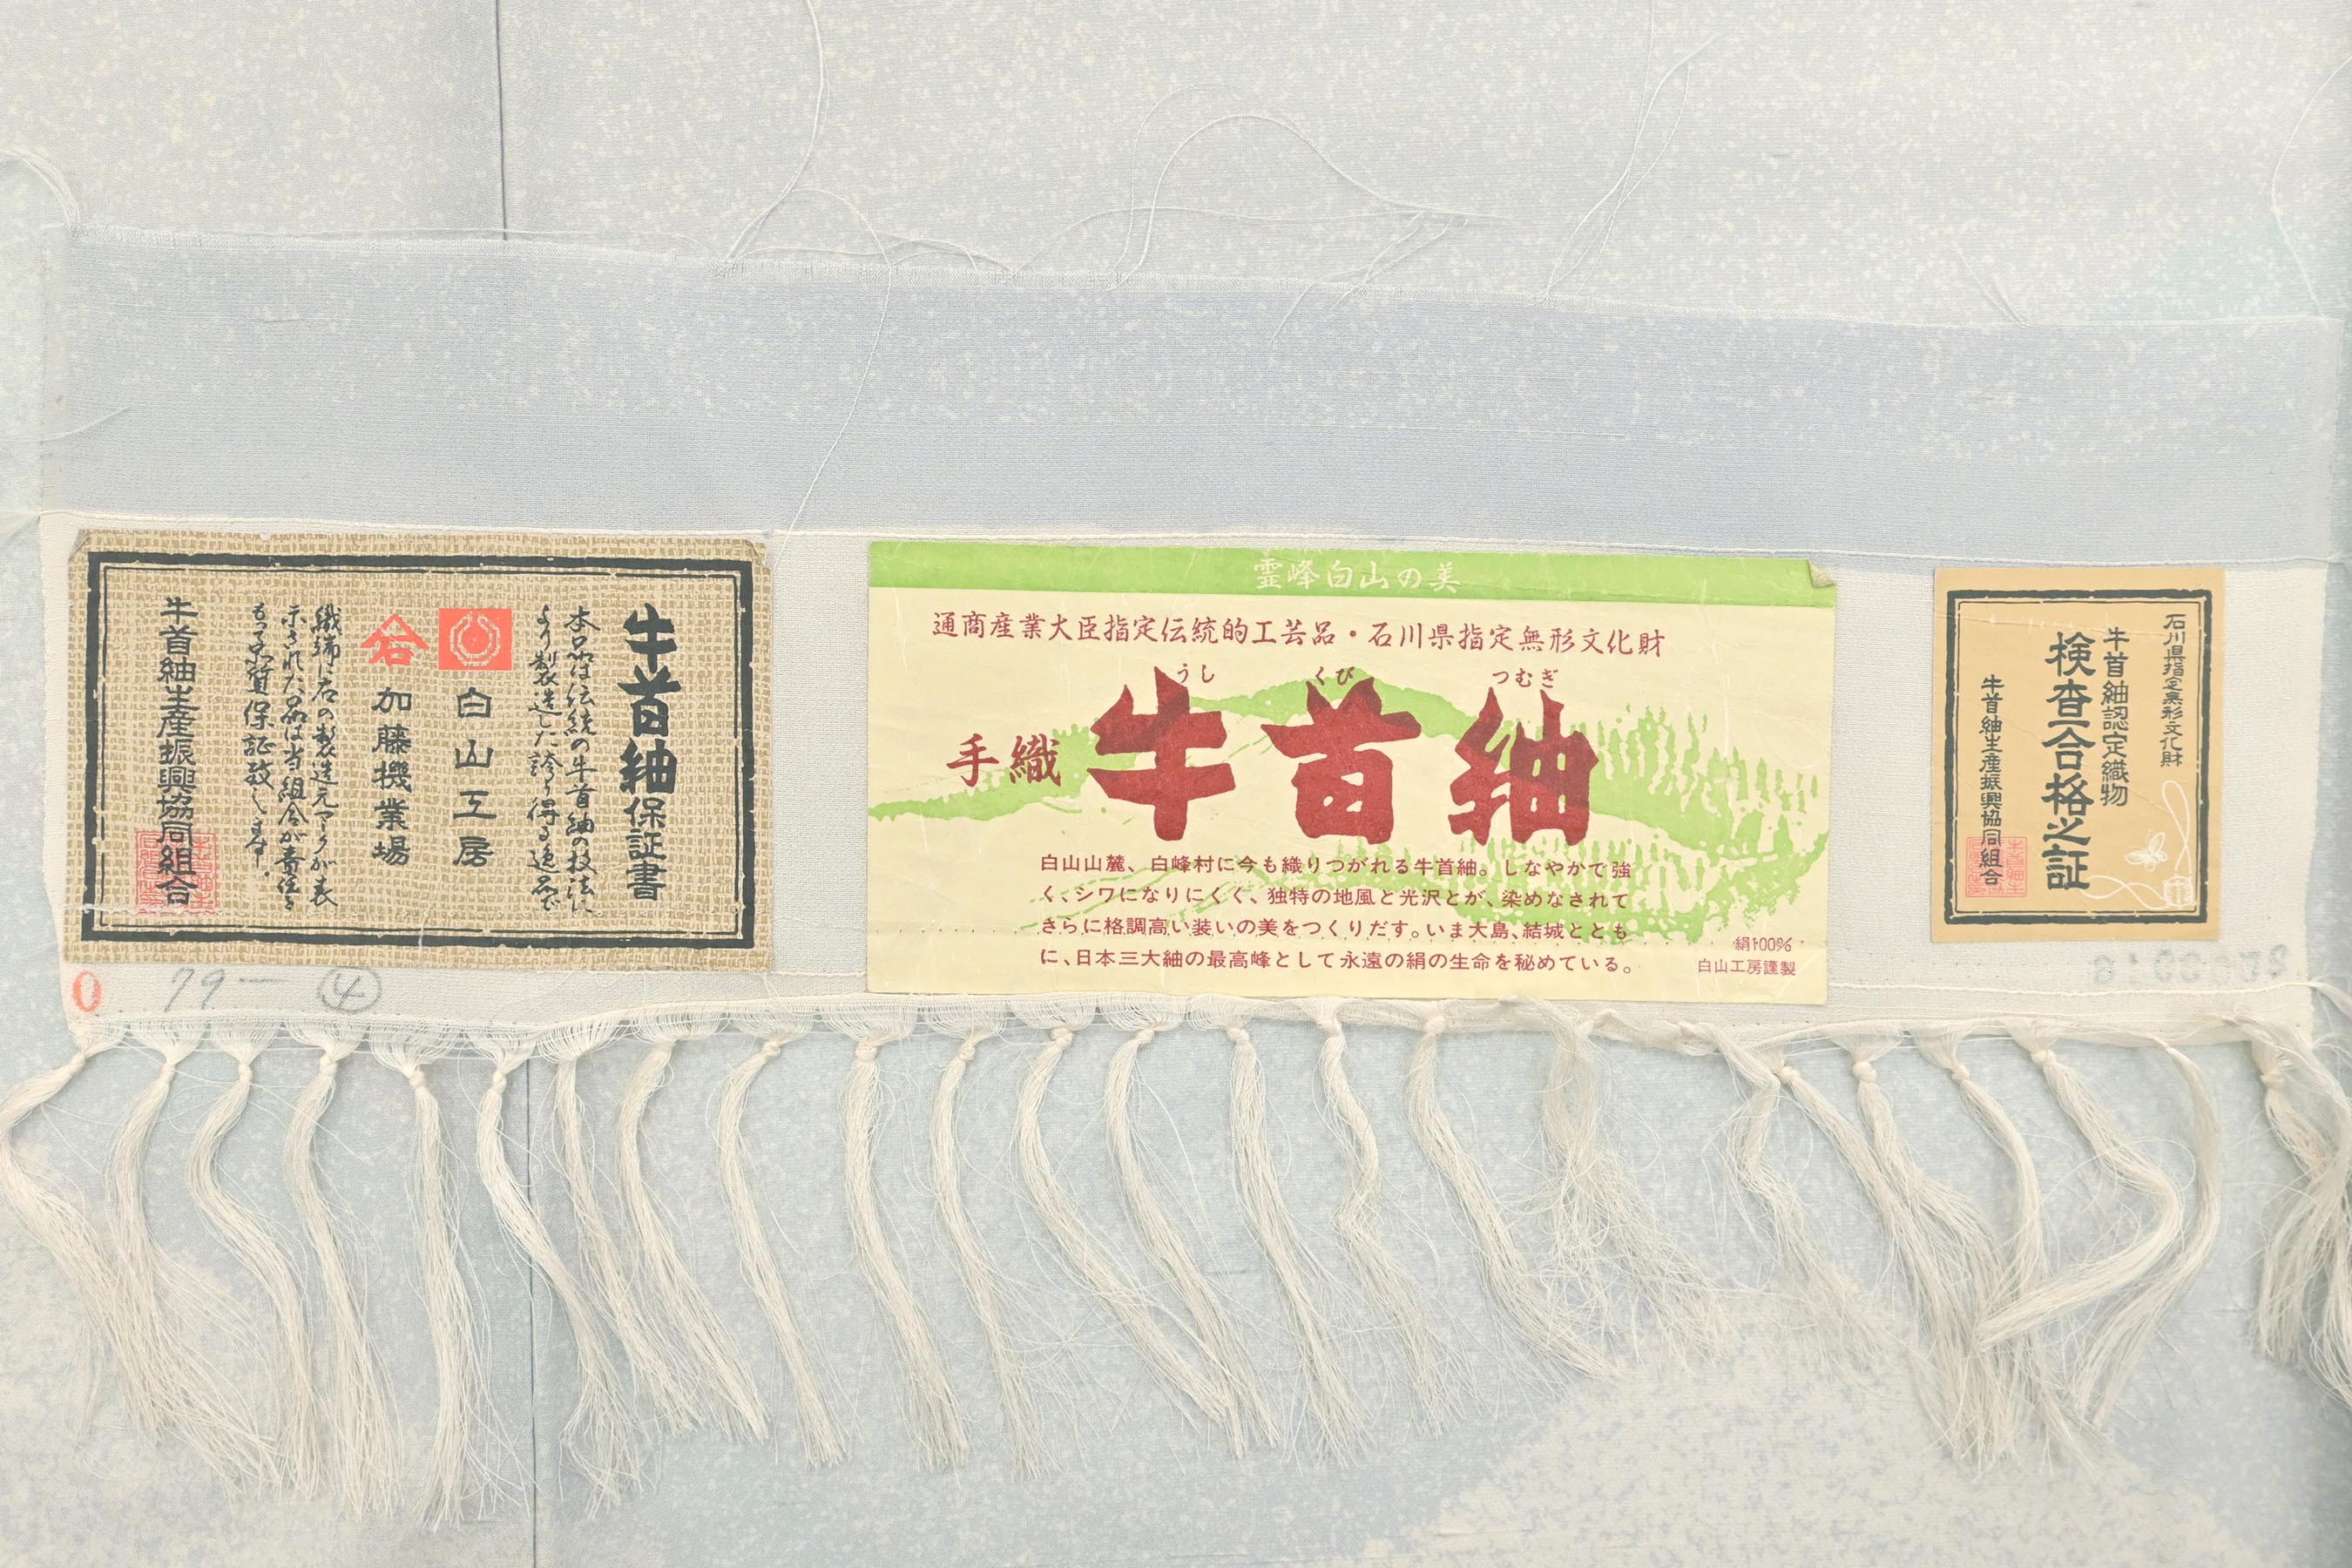 牛首紬保証書
本品は伝統の牛首紬の技法に
より製造した誇り得る逸品で
白山工房
加藤機業場
織端に右の製造元マークが表
示された品は当組合が責任を
もって品質保証致します。
牛首紬生産振興協同組合
0 79- ④
霊峰白山の美
通商産業大臣指定伝統的工芸品・石川県指定無形文化財
うし くび つむぎ
手織 牛首紬
白山山麓、白峰村に今も織りつがれる牛首紬。しなやかで強
く、シワになりにくく、独特の地風と光沢とが、染めなされて
さらに格調高い装いの美をつくりだす。いま大島、結城ととも
に、日本三大紬の最高峰として永遠の絹の生命を秘めている。
絹100%
白山工房謹製
石川県指定無形文化財
牛首紬認定織物
検査合格之証
牛首紬生産振興協同組合